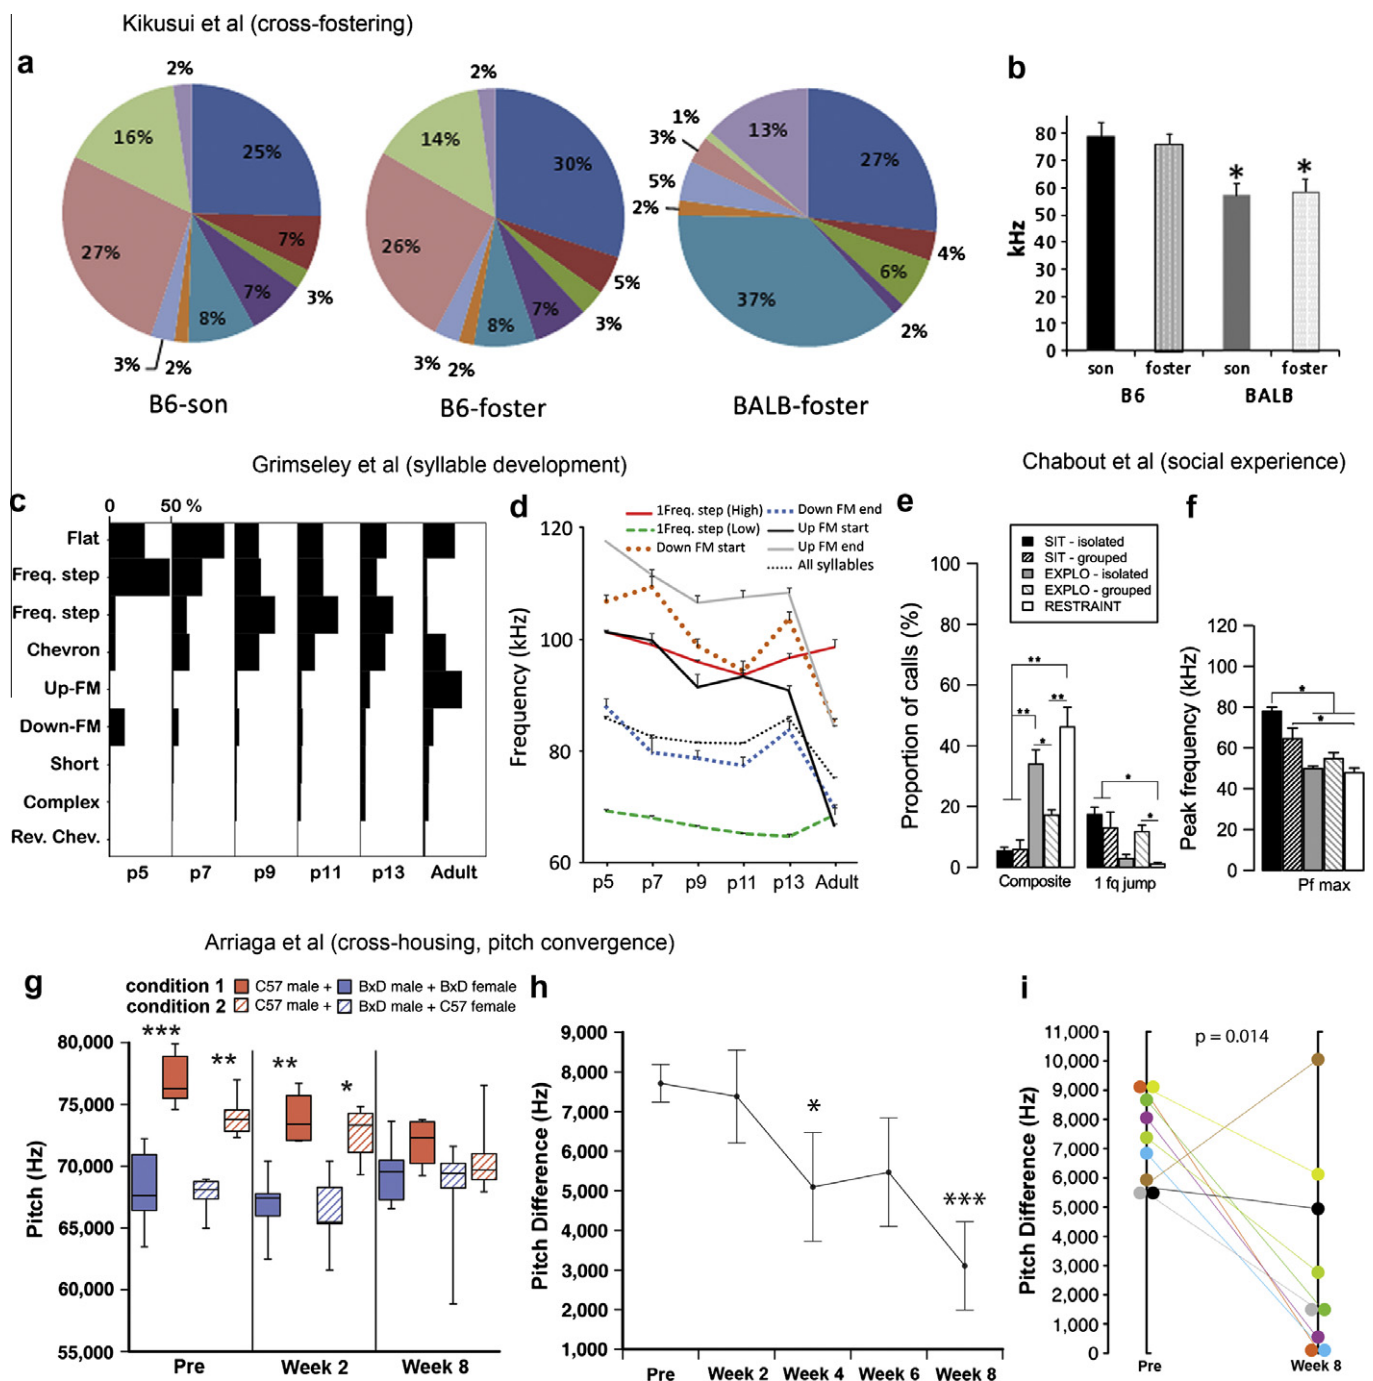 Kikusui et al (cross-fostering)
a
2%
16%
25%
27%
7%
3%
7%
8%
3%
2%
B6-son
2%
14%
30%
26%
5%
3%
7%
8%
3%
2%
B6-foster
1%
3%
13%
27%
5%
2%
4%
6%
37%
2%
BALB-foster
b
kHz
80
70
60
50
40
30
20
10
0
*
*
son
foster
son
foster
B6
BALB
Grimseley et al (syllable development)
c
0
50 %
Flat
Freq. step
Freq. step
Chevron
Up-FM
Down-FM
Short
Complex
Rev. Chev.
p5
p7
p9
p11
p13
Adult
d
1Freq. step (High)
1Freq. step (Low)
Down FM start
Down FM end
Up FM start
Up FM end
All syllables
Frequency (kHz)
120
100
80
60
p5
p7
p9
p11
p13
Adult
Chabout et al (social experience)
e
SIT - isolated
SIT - grouped
EXPLO - isolated
EXPLO - grouped
RESTRAINT
Proportion of calls (%)
100
80
60
40
20
0
**
**
**
*
*
*
Composite
1 fq jump
f
Peak frequency (kHz)
120
100
80
60
40
20
0
*
*
Pf max
Arriaga et al (cross-housing, pitch convergence)
g
condition 1 C57 male + BxD male + BxD female
condition 2 C57 male + BxD male + C57 female
Pitch (Hz)
80,000
75,000
70,000
65,000
60,000
55,000
***
**
**
*
Pre
Week 2
Week 8
h
Pitch Difference (Hz)
9,000
8,000
7,000
6,000
5,000
4,000
3,000
2,000
1,000
*
***
Pre
Week 2
Week 4
Week 6
Week 8
i
Pitch Difference (Hz)
11,000
10,000
9,000
8,000
7,000
6,000
5,000
4,000
3,000
2,000
1,000
0
p = 0.014
Pre
Week 8